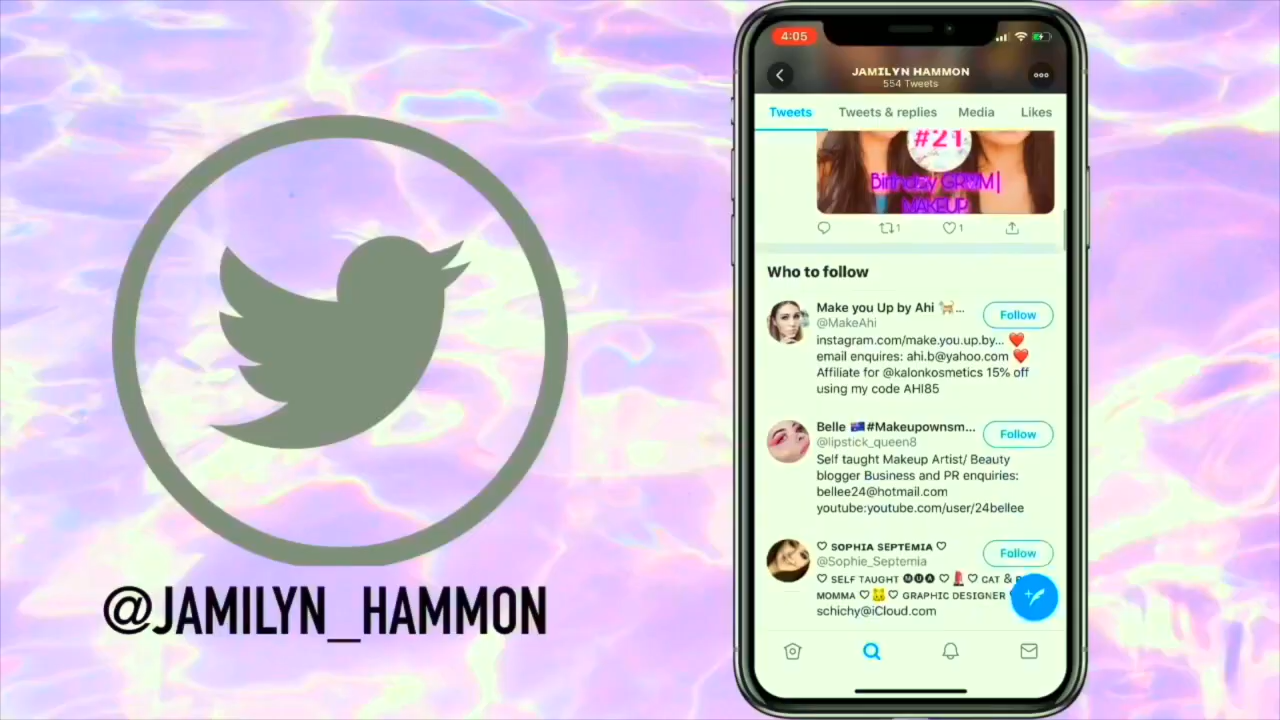 @JAMILYN_HAMMON
4:05
JAMILYN HAMMON
554 Tweets
Tweets Tweets & replies Media Likes
#21
Birthday GRWM|
MAKEUP
1 1
Who to follow
Make you Up by Ahi 🐈...
Follow
@MakeAhi
instagram.com/make.you.up.by... ❤️
email enquires: ahi.b@yahoo.com ❤️
Affiliate for @kalonkosmetics 15% off
using my code AHI85
Belle 🇦🇺#Makeupownsm...
Follow
@lipstick_queen8
Self taught Makeup Artist/ Beauty
blogger Business and PR enquiries:
bellee24@hotmail.com
youtube:youtube.com/user/24bellee
♡ SOPHIA SEPTEMIA ♡
Follow
@Sophie_Septemia
♡ SELF TAUGHT 🅜🅤🅐 ♡ 💄 ♡ CAT &
MOMMA ♡ 🐱 ♡ GRAPHIC DESIGNER
schichy@iCloud.com